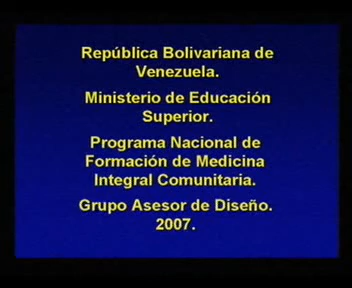 República Bolivariana de
Venezuela.
Ministerio de Educación
Superior.
Programa Nacional de
Formación de Medicina
Integral Comunitaria.
Grupo Asesor de Diseño.
2007.